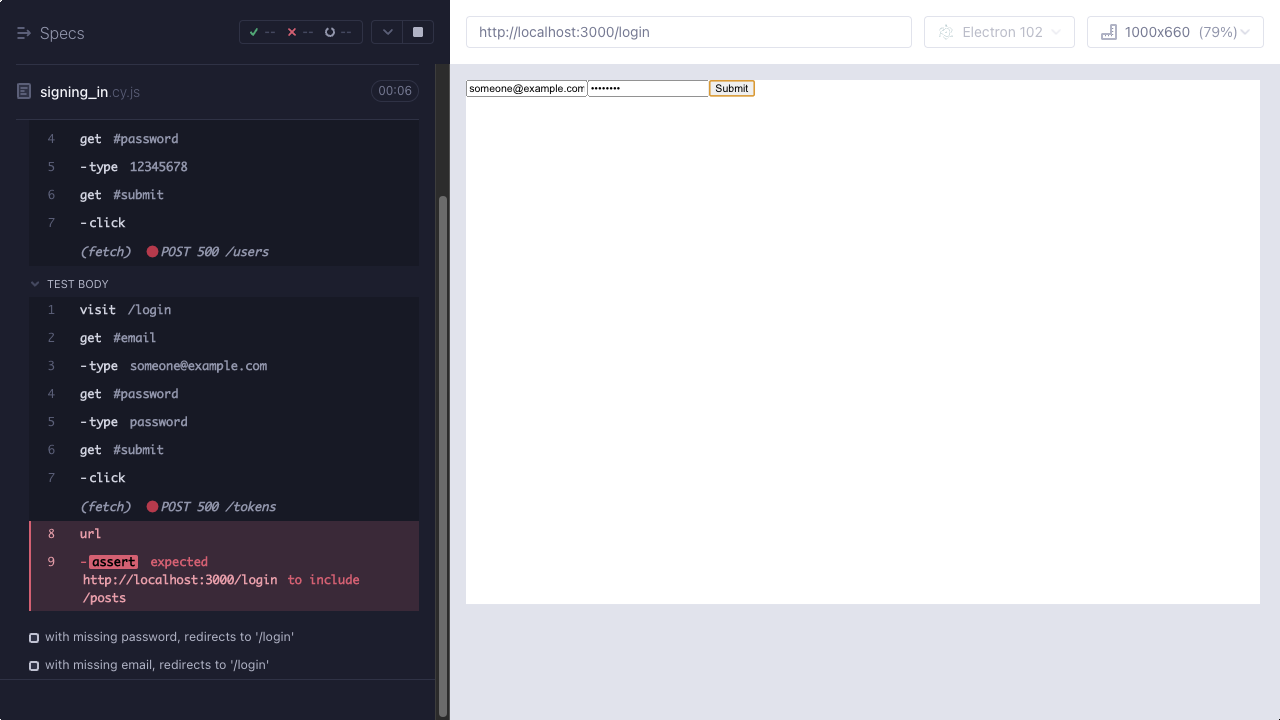 Specs
-- -- --
http://localhost:3000/login
Electron 102
1000x660 (79%)
signing_in.cy.js
00:06
4 get #password
5 -type 12345678
6 get #submit
7 -click
(fetch) POST 500 /users
TEST BODY
1 visit /login
2 get #email
3 -type someone@example.com
4 get #password
5 -type password
6 get #submit
7 -click
(fetch) POST 500 /tokens
8 url
9 -assert expected
http://localhost:3000/login to include
/posts
with missing password, redirects to '/login'
with missing email, redirects to '/login'
someone@example.com •••••••• Submit